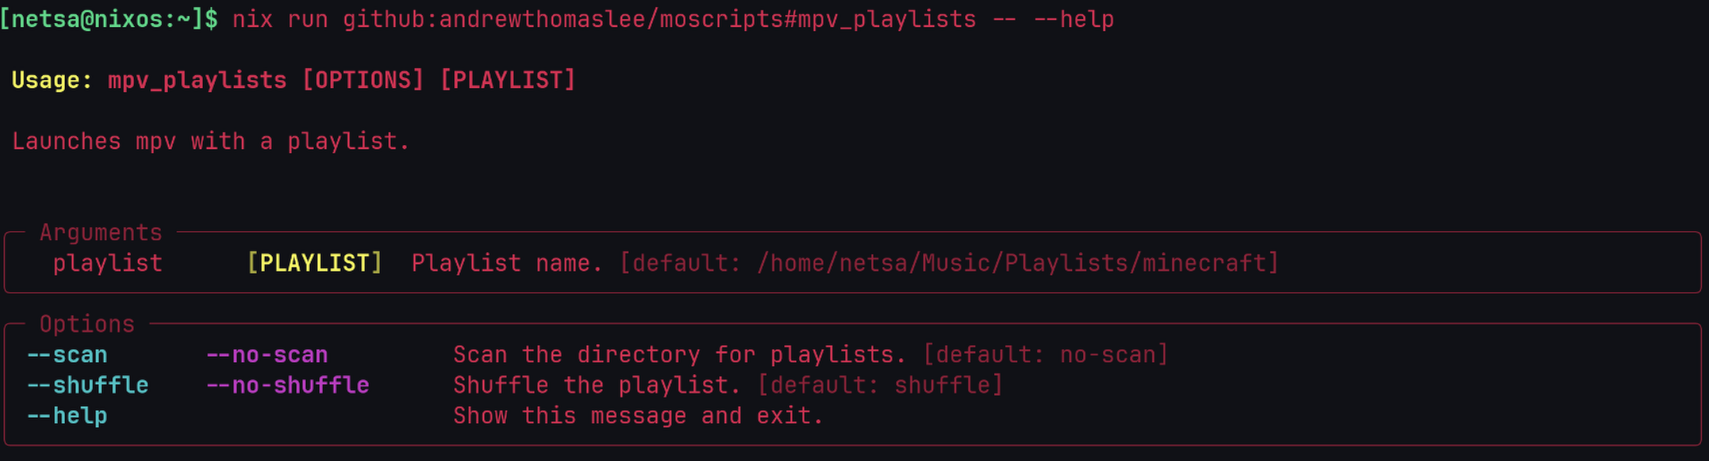 [netsa@nixos:~]$ nix run github:andrewthomaslee/moscripts#mpv_playlists -- --help
Usage: mpv_playlists [OPTIONS] [PLAYLIST]
Launches mpv with a playlist.
Arguments
playlist [PLAYLIST] Playlist name. [default: /home/netsa/Music/Playlists/minecraft]
Options
--scan --no-scan Scan the directory for playlists. [default: no-scan]
--shuffle --no-shuffle Shuffle the playlist. [default: shuffle]
--help Show this message and exit.